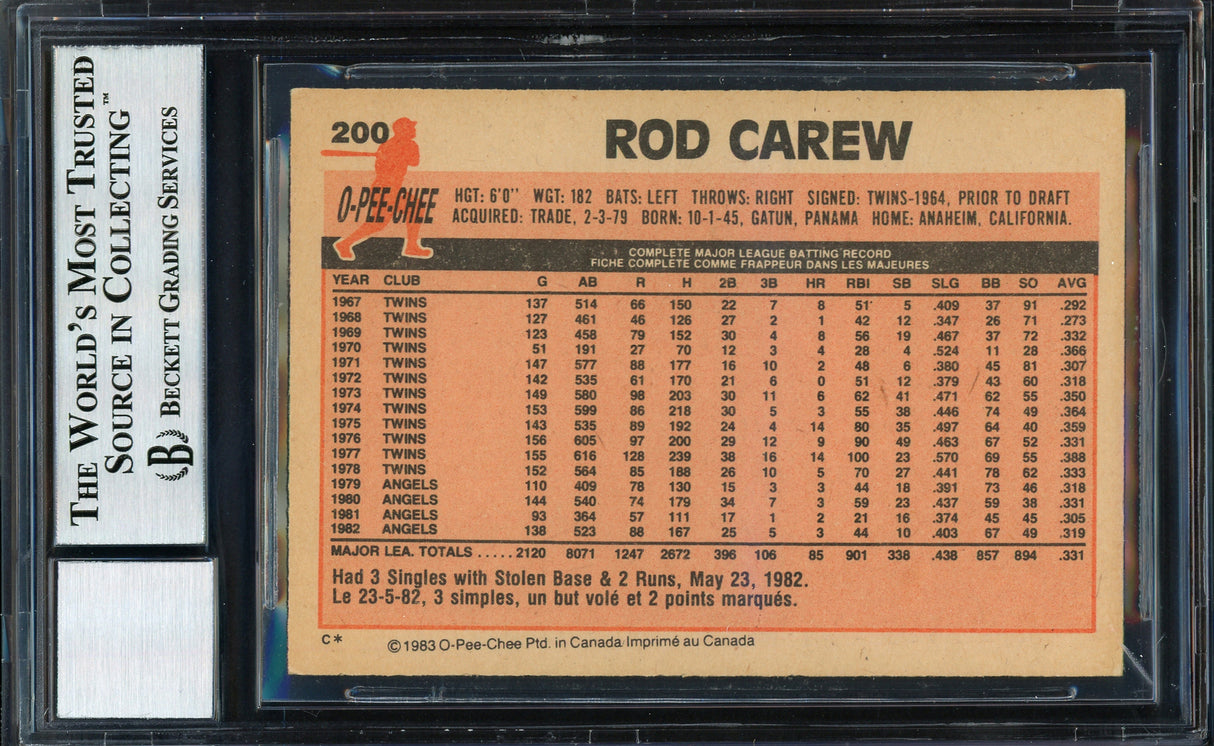 THE WORLD'S MOST TRUSTED
SOURCE IN COLLECTING™
B BECKETT GRADING SERVICES
200
ROD CAREW
O-PEE-CHEE
HGT: 6'0" WGT: 182 BATS: LEFT THROWS: RIGHT SIGNED: TWINS-1964, PRIOR TO DRAFT
ACQUIRED: TRADE, 2-3-79 BORN: 10-1-45, GATUN, PANAMA HOME: ANAHEIM, CALIFORNIA.
COMPLETE MAJOR LEAGUE BATTING RECORD
FICHE COMPLETE COMME FRAPPEUR DANS LES MAJEURES
YEAR CLUB G AB R H 2B 3B HR RBI SB SLG BB SO AVG
1967 TWINS 137 514 66 150 22 7 8 51 5 .409 37 91 .292
1968 TWINS 127 461 46 126 27 2 1 42 12 .347 26 71 .273
1969 TWINS 123 458 79 152 30 4 8 56 19 .467 37 72 .332
1970 TWINS 51 191 27 70 12 3 4 28 4 .524 11 28 .366
1971 TWINS 147 577 88 177 16 10 2 48 6 .380 45 81 .307
1972 TWINS 142 535 61 170 21 6 0 51 12 .379 43 60 .318
1973 TWINS 149 580 98 203 30 11 6 62 41 .471 62 55 .350
1974 TWINS 153 599 86 218 30 5 3 55 38 .446 74 49 .364
1975 TWINS 143 535 89 192 24 4 14 80 35 .497 64 40 .359
1976 TWINS 156 605 97 200 29 12 9 90 49 .463 67 52 .331
1977 TWINS 155 616 128 239 38 16 14 100 23 .570 69 55 .388
1978 TWINS 152 564 85 188 26 10 5 70 27 .441 78 62 .333
1979 ANGELS 110 409 78 130 15 3 3 44 18 .391 73 46 .318
1980 ANGELS 144 540 74 179 34 7 3 59 23 .437 59 38 .331
1981 ANGELS 93 364 57 111 17 1 2 21 16 .374 45 45 .305
1982 ANGELS 138 523 88 167 25 5 3 44 10 .403 67 49 .319
MAJOR LEA. TOTALS ..... 2120 8071 1247 2672 396 106 85 901 338 .438 857 894 .331
Had 3 Singles with Stolen Base & 2 Runs, May 23, 1982.
Le 23-5-82, 3 simples, un but volé et 2 points marqués.
C* ©1983 O-Pee-Chee Ptd. in Canada Imprimé au Canada